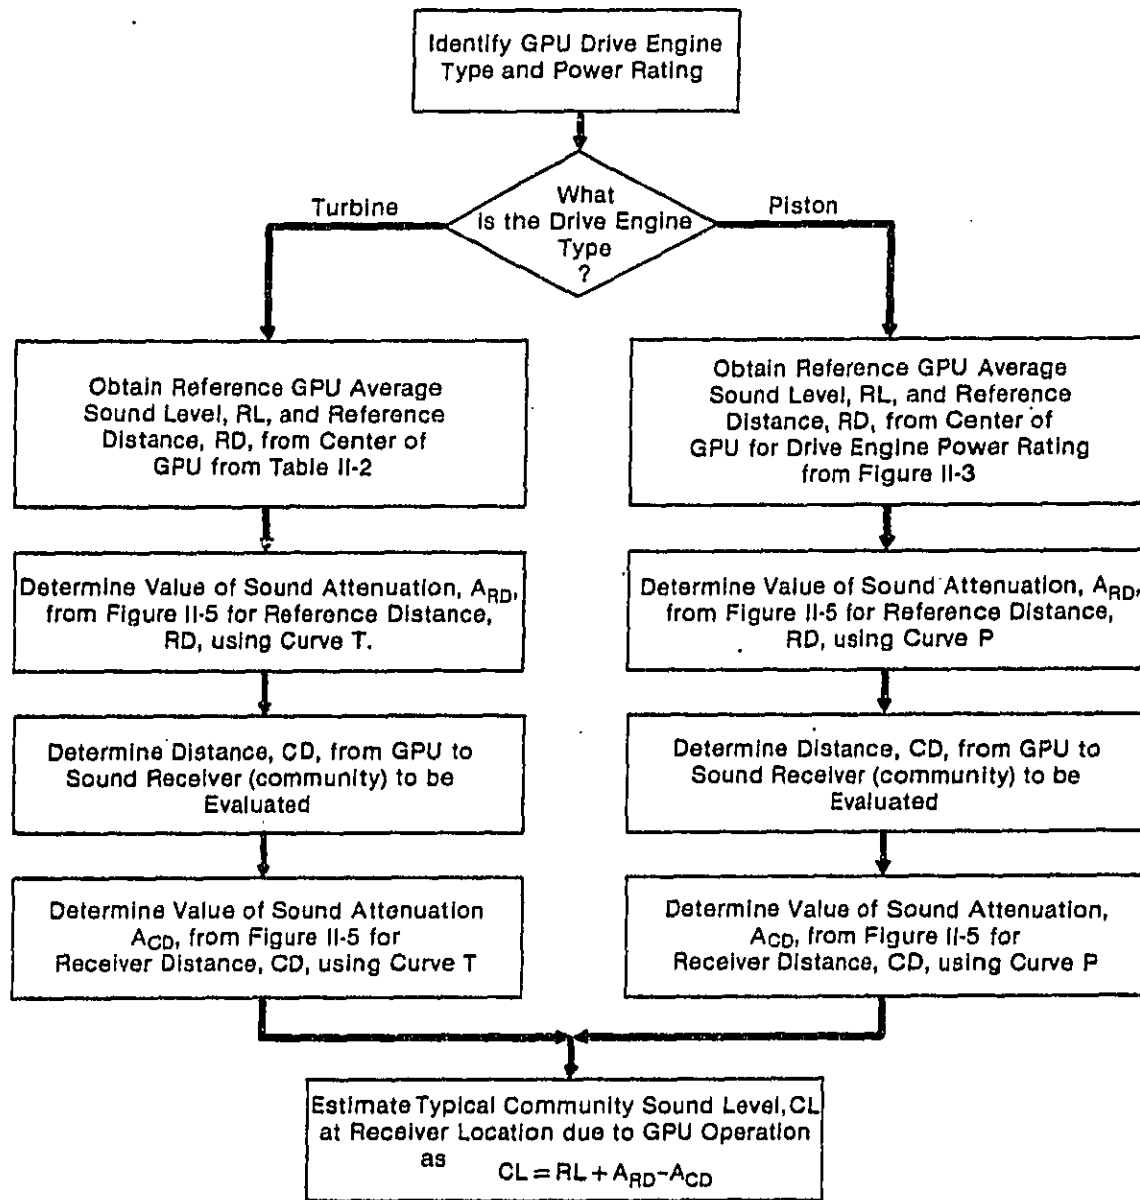 Identify GPU Drive Engine
Type and Power Rating
What
is the Drive Engine
Type
?
Turbine
Piston
Obtain Reference GPU Average
Sound Level, RL, and Reference
Distance, RD, from Center of
GPU from Table II-2
Determine Value of Sound Attenuation, ARD,
from Figure II-5 for Reference Distance,
RD, using Curve T.
Determine Distance, CD, from GPU to
Sound Receiver (community) to be
Evaluated
Determine Value of Sound Attenuation
ACD, from Figure II-5 for
Receiver Distance, CD, using Curve T
Obtain Reference GPU Average
Sound Level, RL, and Reference
Distance, RD, from Center of
GPU for Drive Engine Power Rating
from Figure II-3
Determine Value of Sound Attenuation, ARD,
from Figure II-5 for Reference Distance,
RD, using Curve P
Determine Distance, CD, from GPU to
Sound Receiver (community) to be
Evaluated
Determine Value of Sound Attenuation,
ACD, from Figure II-5 for
Receiver Distance, CD, using Curve P
Estimate Typical Community Sound Level, CL
at Receiver Location due to GPU Operation
as CL = RL + ARD - ACD